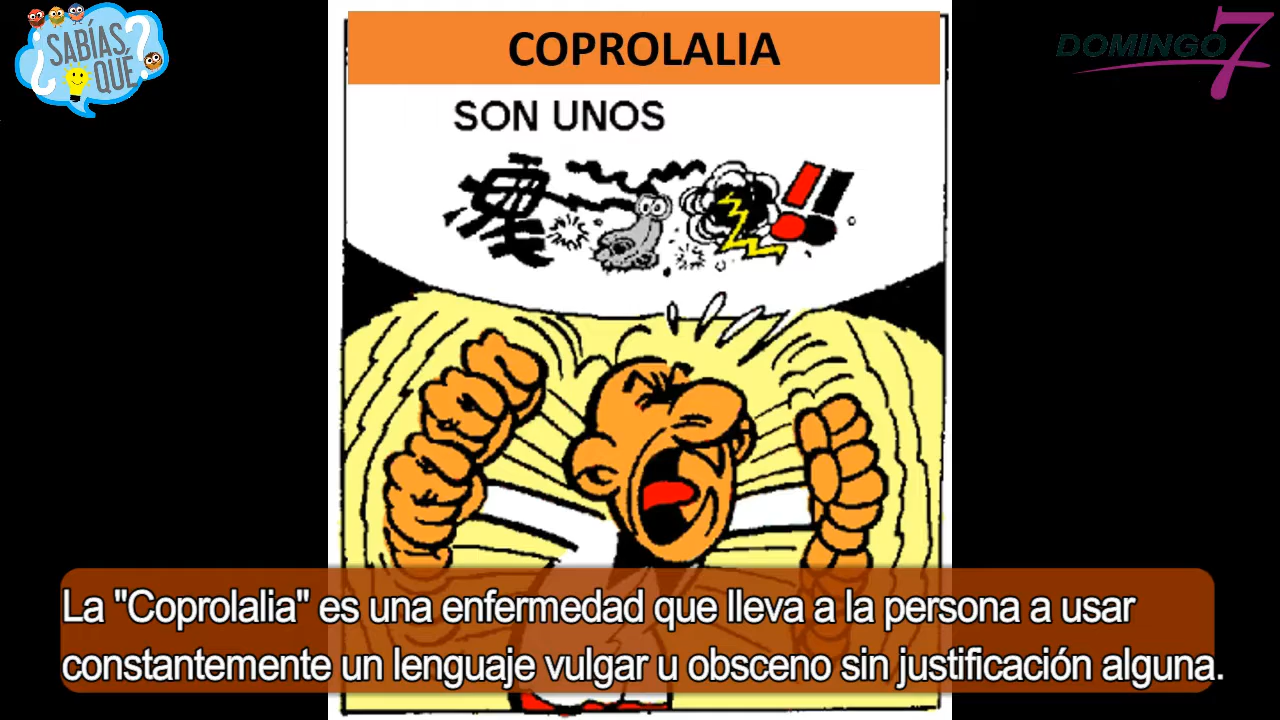 ¿SABÍAS
QUÉ?
DOMINGO 7
COPROLALIA
SON UNOS
!!
La "Coprolalia" es una enfermedad que lleva a la persona a usar
constantemente un lenguaje vulgar u obsceno sin justificación alguna.